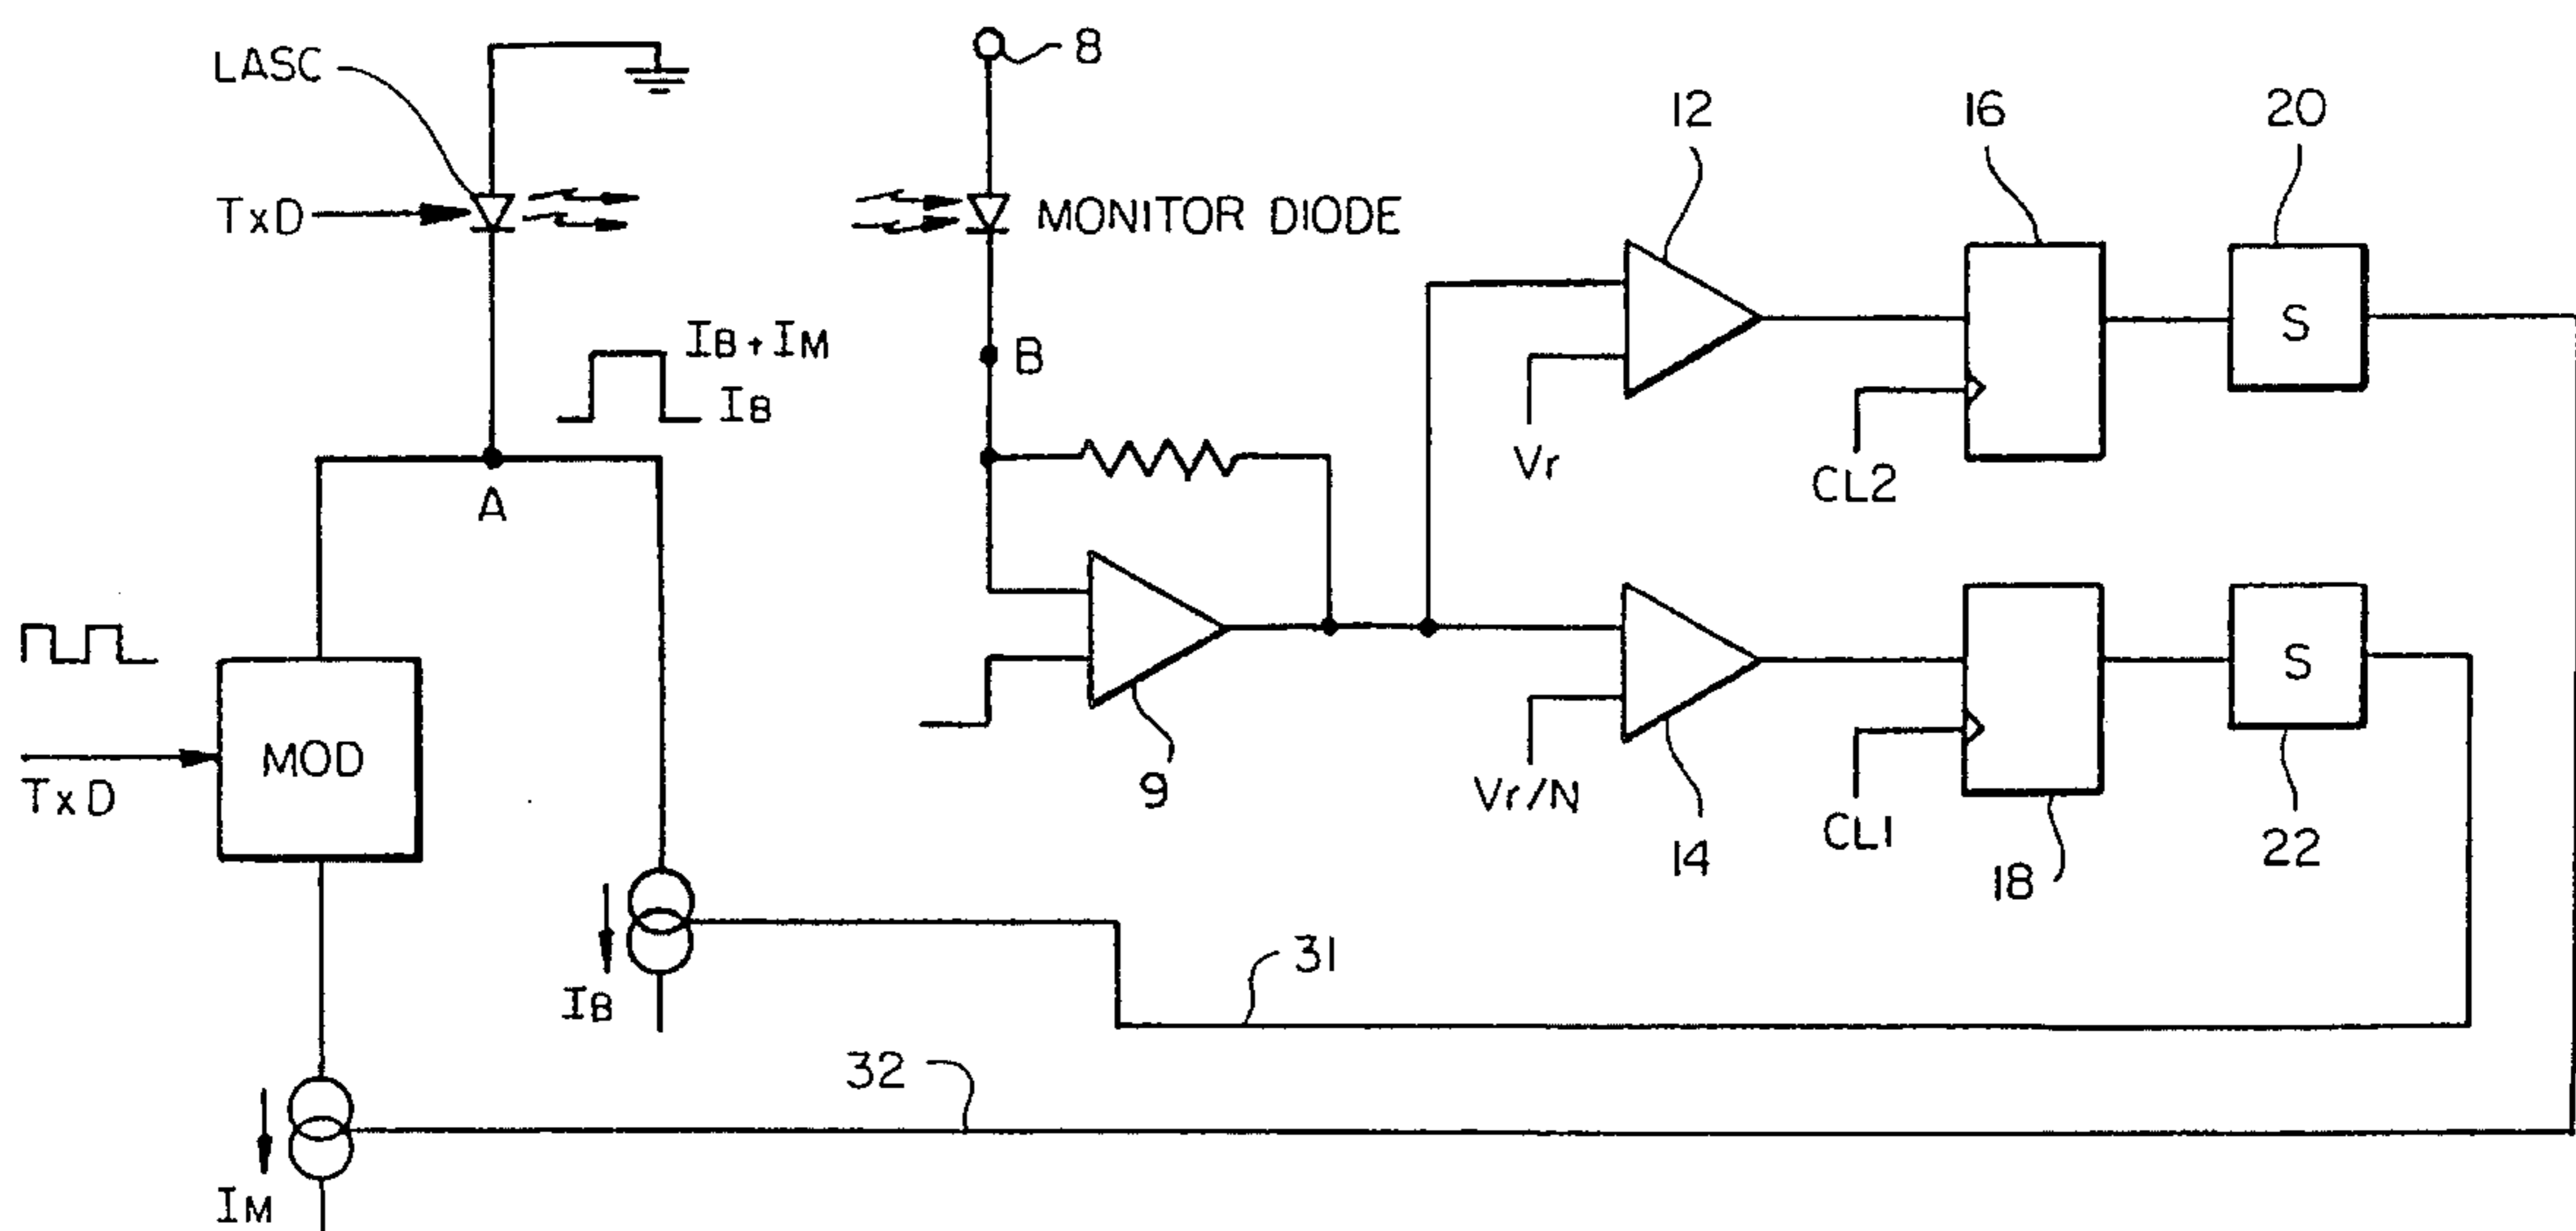 LASC
8
12
16
20
TxD
MONITOR DIODE
S
IB + IM
IB
B
A
Vr
CL2
S
MOD
TxD
9
Vr/N
14
CL1
18
22
IB
31
32
IM